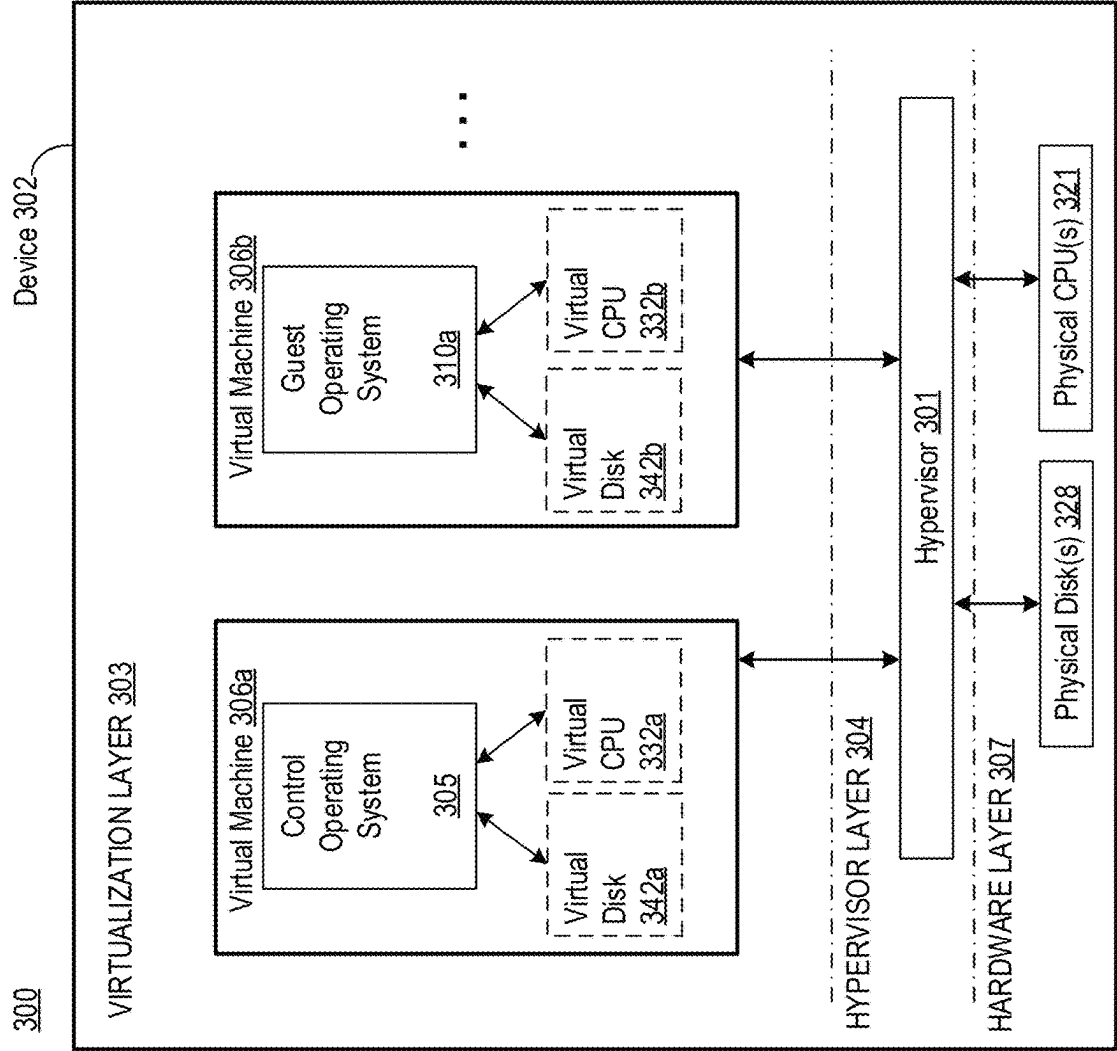 300
Device 302
VIRTUALIZATION LAYER 303
Virtual Machine 306a
Control
Operating
System
305
Virtual
Disk
342a
Virtual
CPU
332a
Virtual Machine 306b
Guest
Operating
System
310a
Virtual
Disk
342b
Virtual
CPU
332b
...
HYPERVISOR LAYER 304
Hypervisor 301
HARDWARE LAYER 307
Physical Disk(s) 328
Physical CPU(s) 321